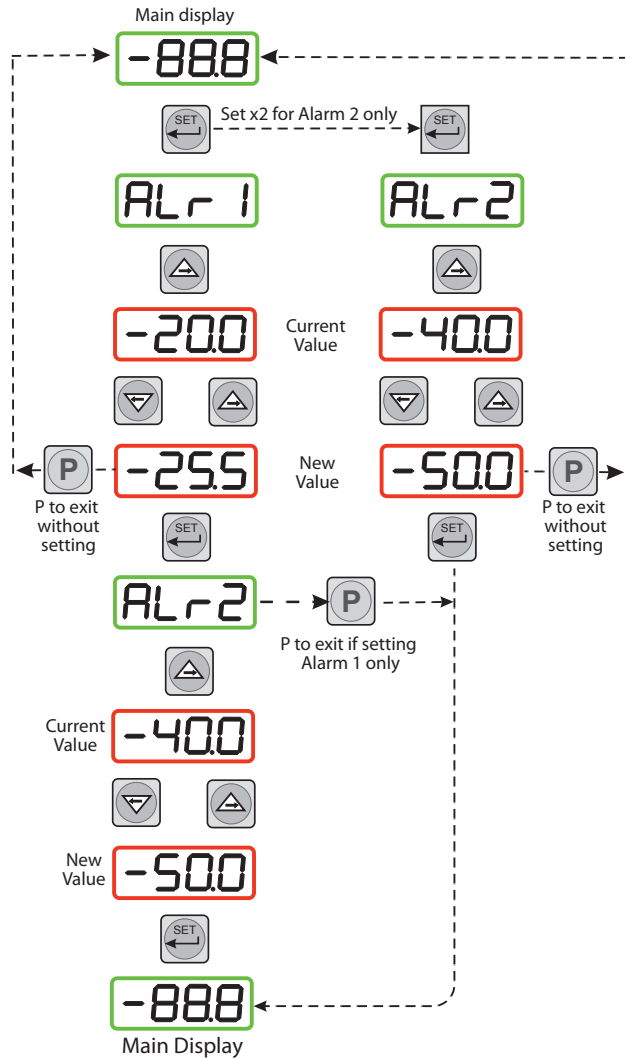 Main display
-88.8
SET
Set x2 for Alarm 2 only
SET
ALr 1
ALr2
-20.0
Current
Value
-40.0
P
-25.5
New
Value
-50.0
P
P to exit
without
setting
SET
SET
P to exit
without
setting
ALr2
P
P to exit if setting
Alarm 1 only
Current
Value
-40.0
New
Value
-50.0
SET
-88.8
Main Display